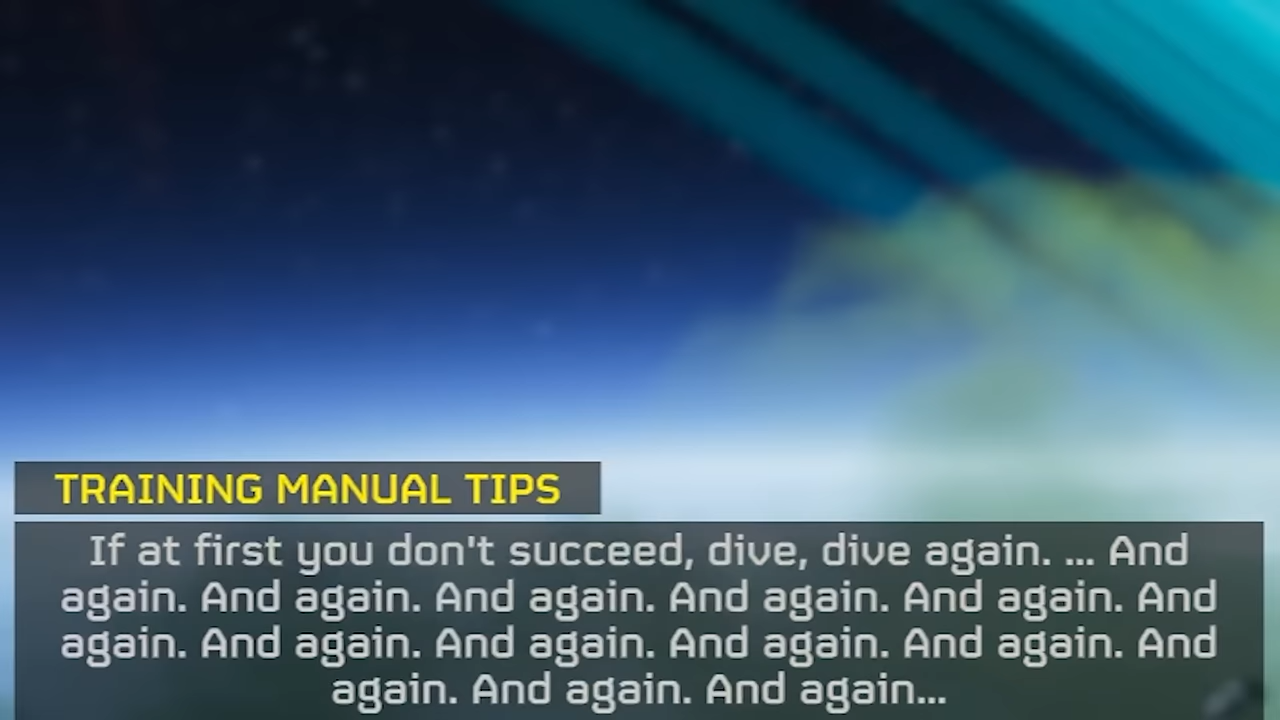 TRAINING MANUAL TIPS
If at first you don't succeed, dive, dive again. ... And
again. And again. And again. And again. And again. And
again. And again. And again. And again. And again. And
again. And again. And again...